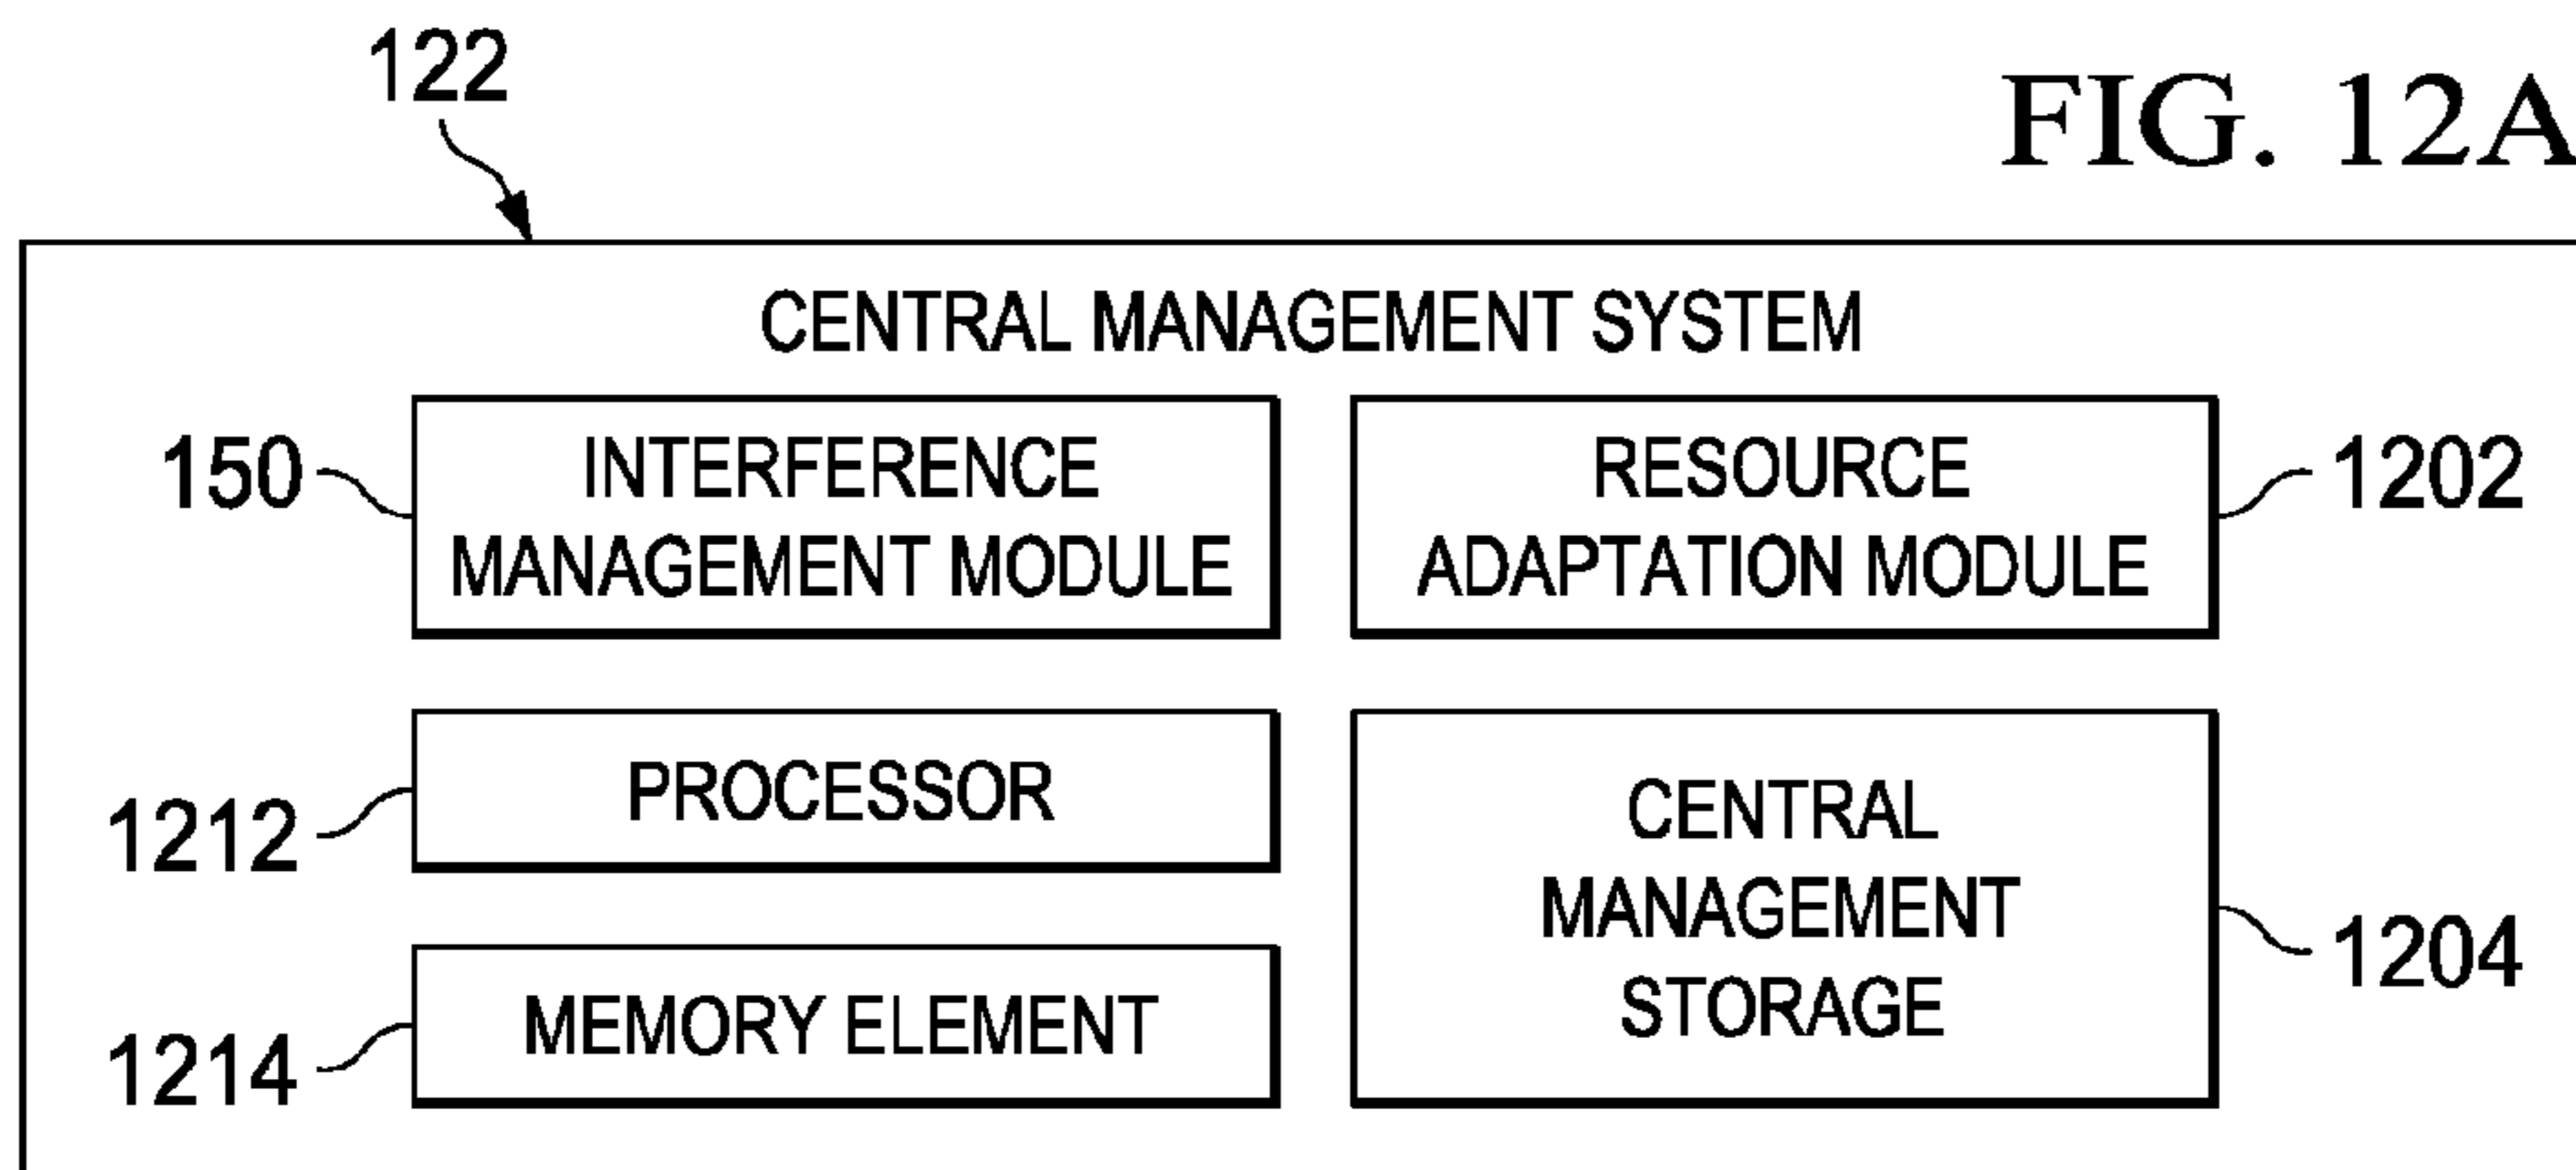 122
FIG. 12A
CENTRAL MANAGEMENT SYSTEM
150
INTERFERENCE
MANAGEMENT MODULE
RESOURCE
ADAPTATION MODULE
1202
1212
PROCESSOR
CENTRAL
MANAGEMENT
STORAGE
1204
1214
MEMORY ELEMENT